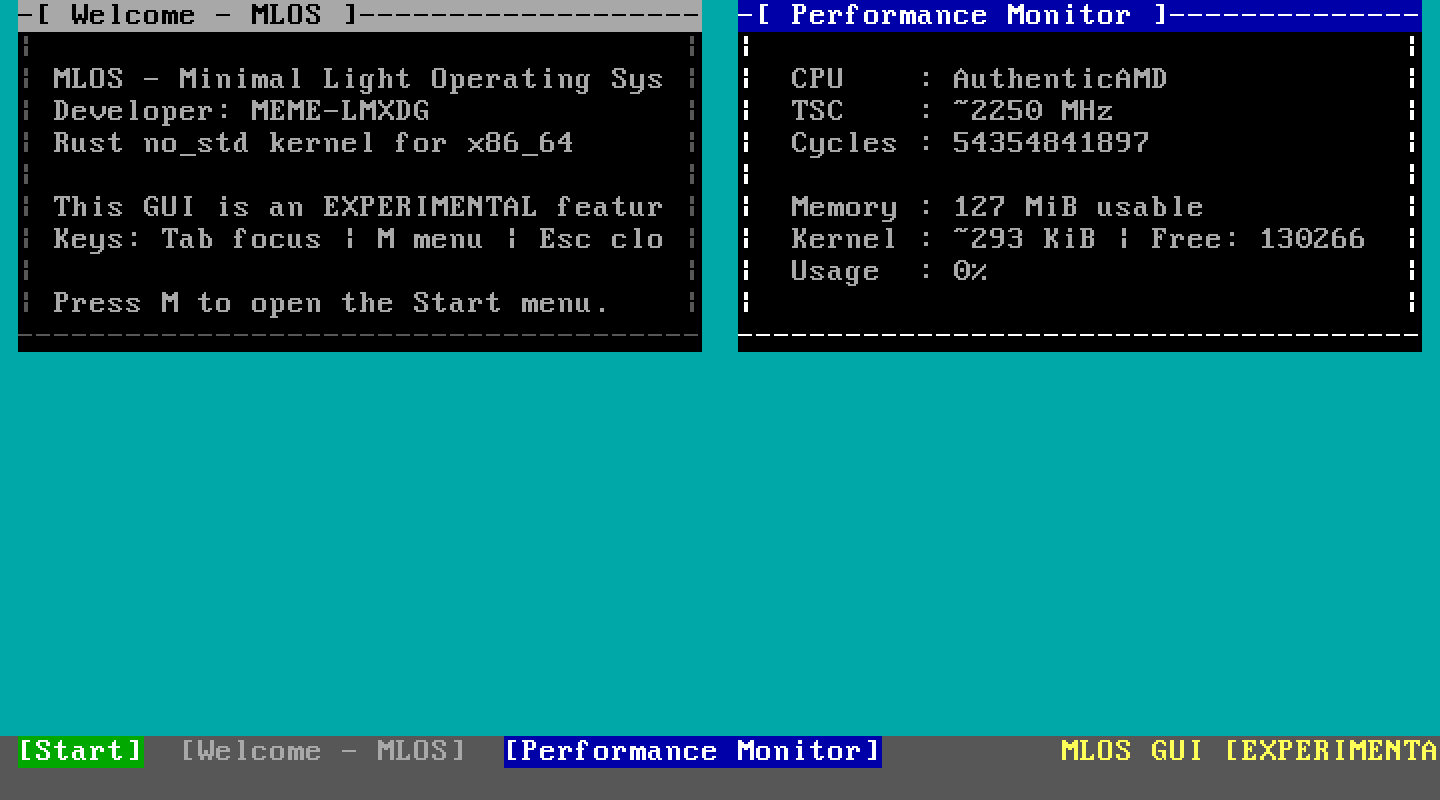 [ Welcome - MLOS ]
MLOS - Minimal Light Operating Sys
Developer: MEME-LMXDG
Rust no_std kernel for x86_64
This GUI is an EXPERIMENTAL featur
Keys: Tab focus ¦ M menu ¦ Esc clo
Press M to open the Start menu.
[ Performance Monitor ]
CPU : AuthenticAMD
TSC : ~2250 MHz
Cycles : 54354841897
Memory : 127 MiB usable
Kernel : ~293 KiB ¦ Free: 130266
Usage : 0%
[Start] [Welcome - MLOS] [Performance Monitor] MLOS GUI [EXPERIMENTA